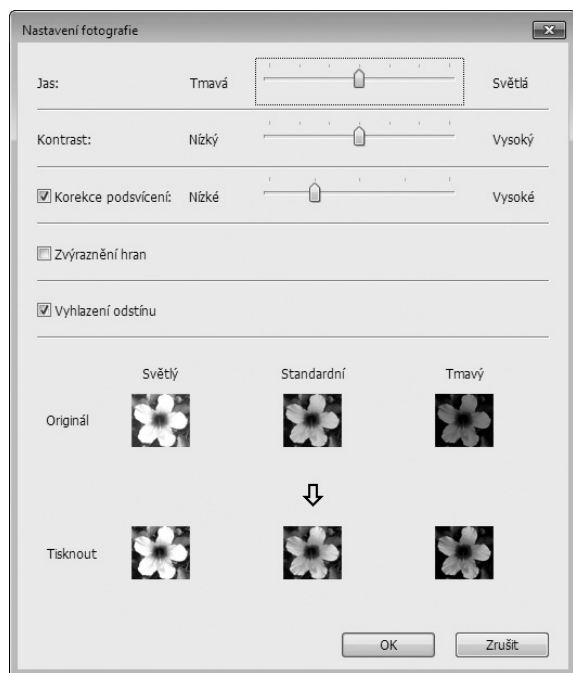 Nastavení fotografie
Jas: Tmavá Světlá
Kontrast: Nízký Vysoký
Korekce podsvícení: Nízké Vysoké
Zvýraznění hran
Vyhlazení odstínu
Světlý Standardní Tmavý
Originál
Tisknout
OK Zrušit